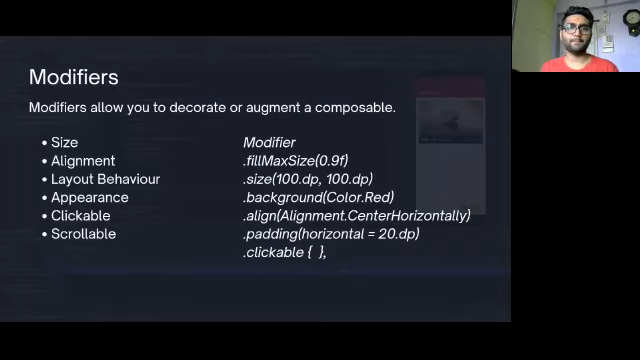 Modifiers
Modifiers allow you to decorate or augment a composable.
• Size
• Alignment
• Layout Behaviour
• Appearance
• Clickable
• Scrollable
Modifier
.fillMaxSize(0.9f)
.size(100.dp, 100.dp)
.background(Color.Red)
.align(Alignment.CenterHorizontally)
.padding(horizontal = 20.dp)
.clickable { },